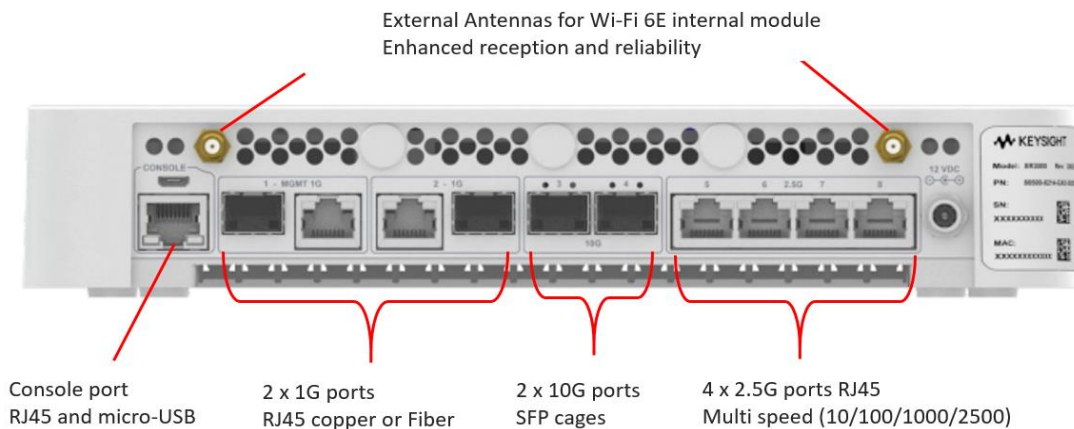 External Antennas for Wi-Fi 6E internal module
Enhanced reception and reliability
KEYSIGHT
CONSOLE
12 VDC
Model:
1 - MGMT 1G
2 - 1G
3
4
5
6
2.5G
7
8
PN:
SN:
XXXXXXXXXX
10G
MAC:
XXXXXXXXXXXX
Console port
RJ45 and micro-USB
2 x 1G ports
RJ45 copper or Fiber
2 x 10G ports
SFP cages
4 x 2.5G ports RJ45
Multi speed (10/100/1000/2500)